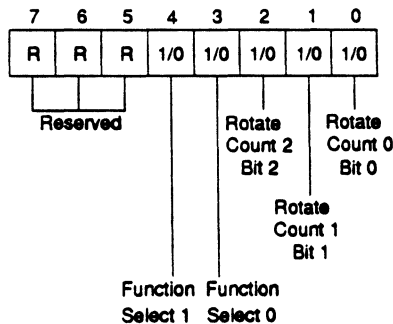 7 6 5 4 3 2 1 0
R R R 1/0 1/0 1/0 1/0 1/0
Reserved
Rotate
Count 2
Bit 2
Rotate
Count 0
Bit 0
Rotate
Count 1
Bit 1
Function
Select 1
Function
Select 0